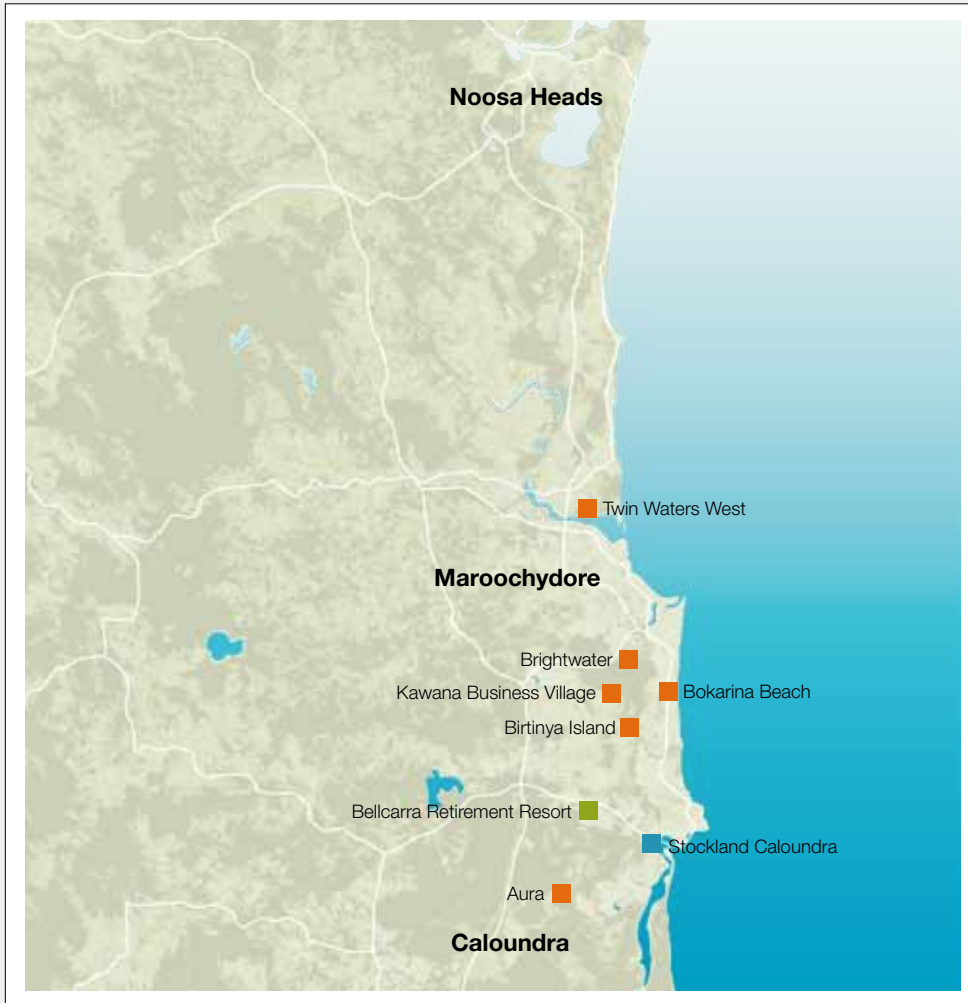 Noosa Heads
Twin Waters West
Maroochydore
Brightwater
Kawana Business Village
Bokarina Beach
Birtinya Island
Bellcarra Retirement Resort
Stockland Caloundra
Aura
Caloundra